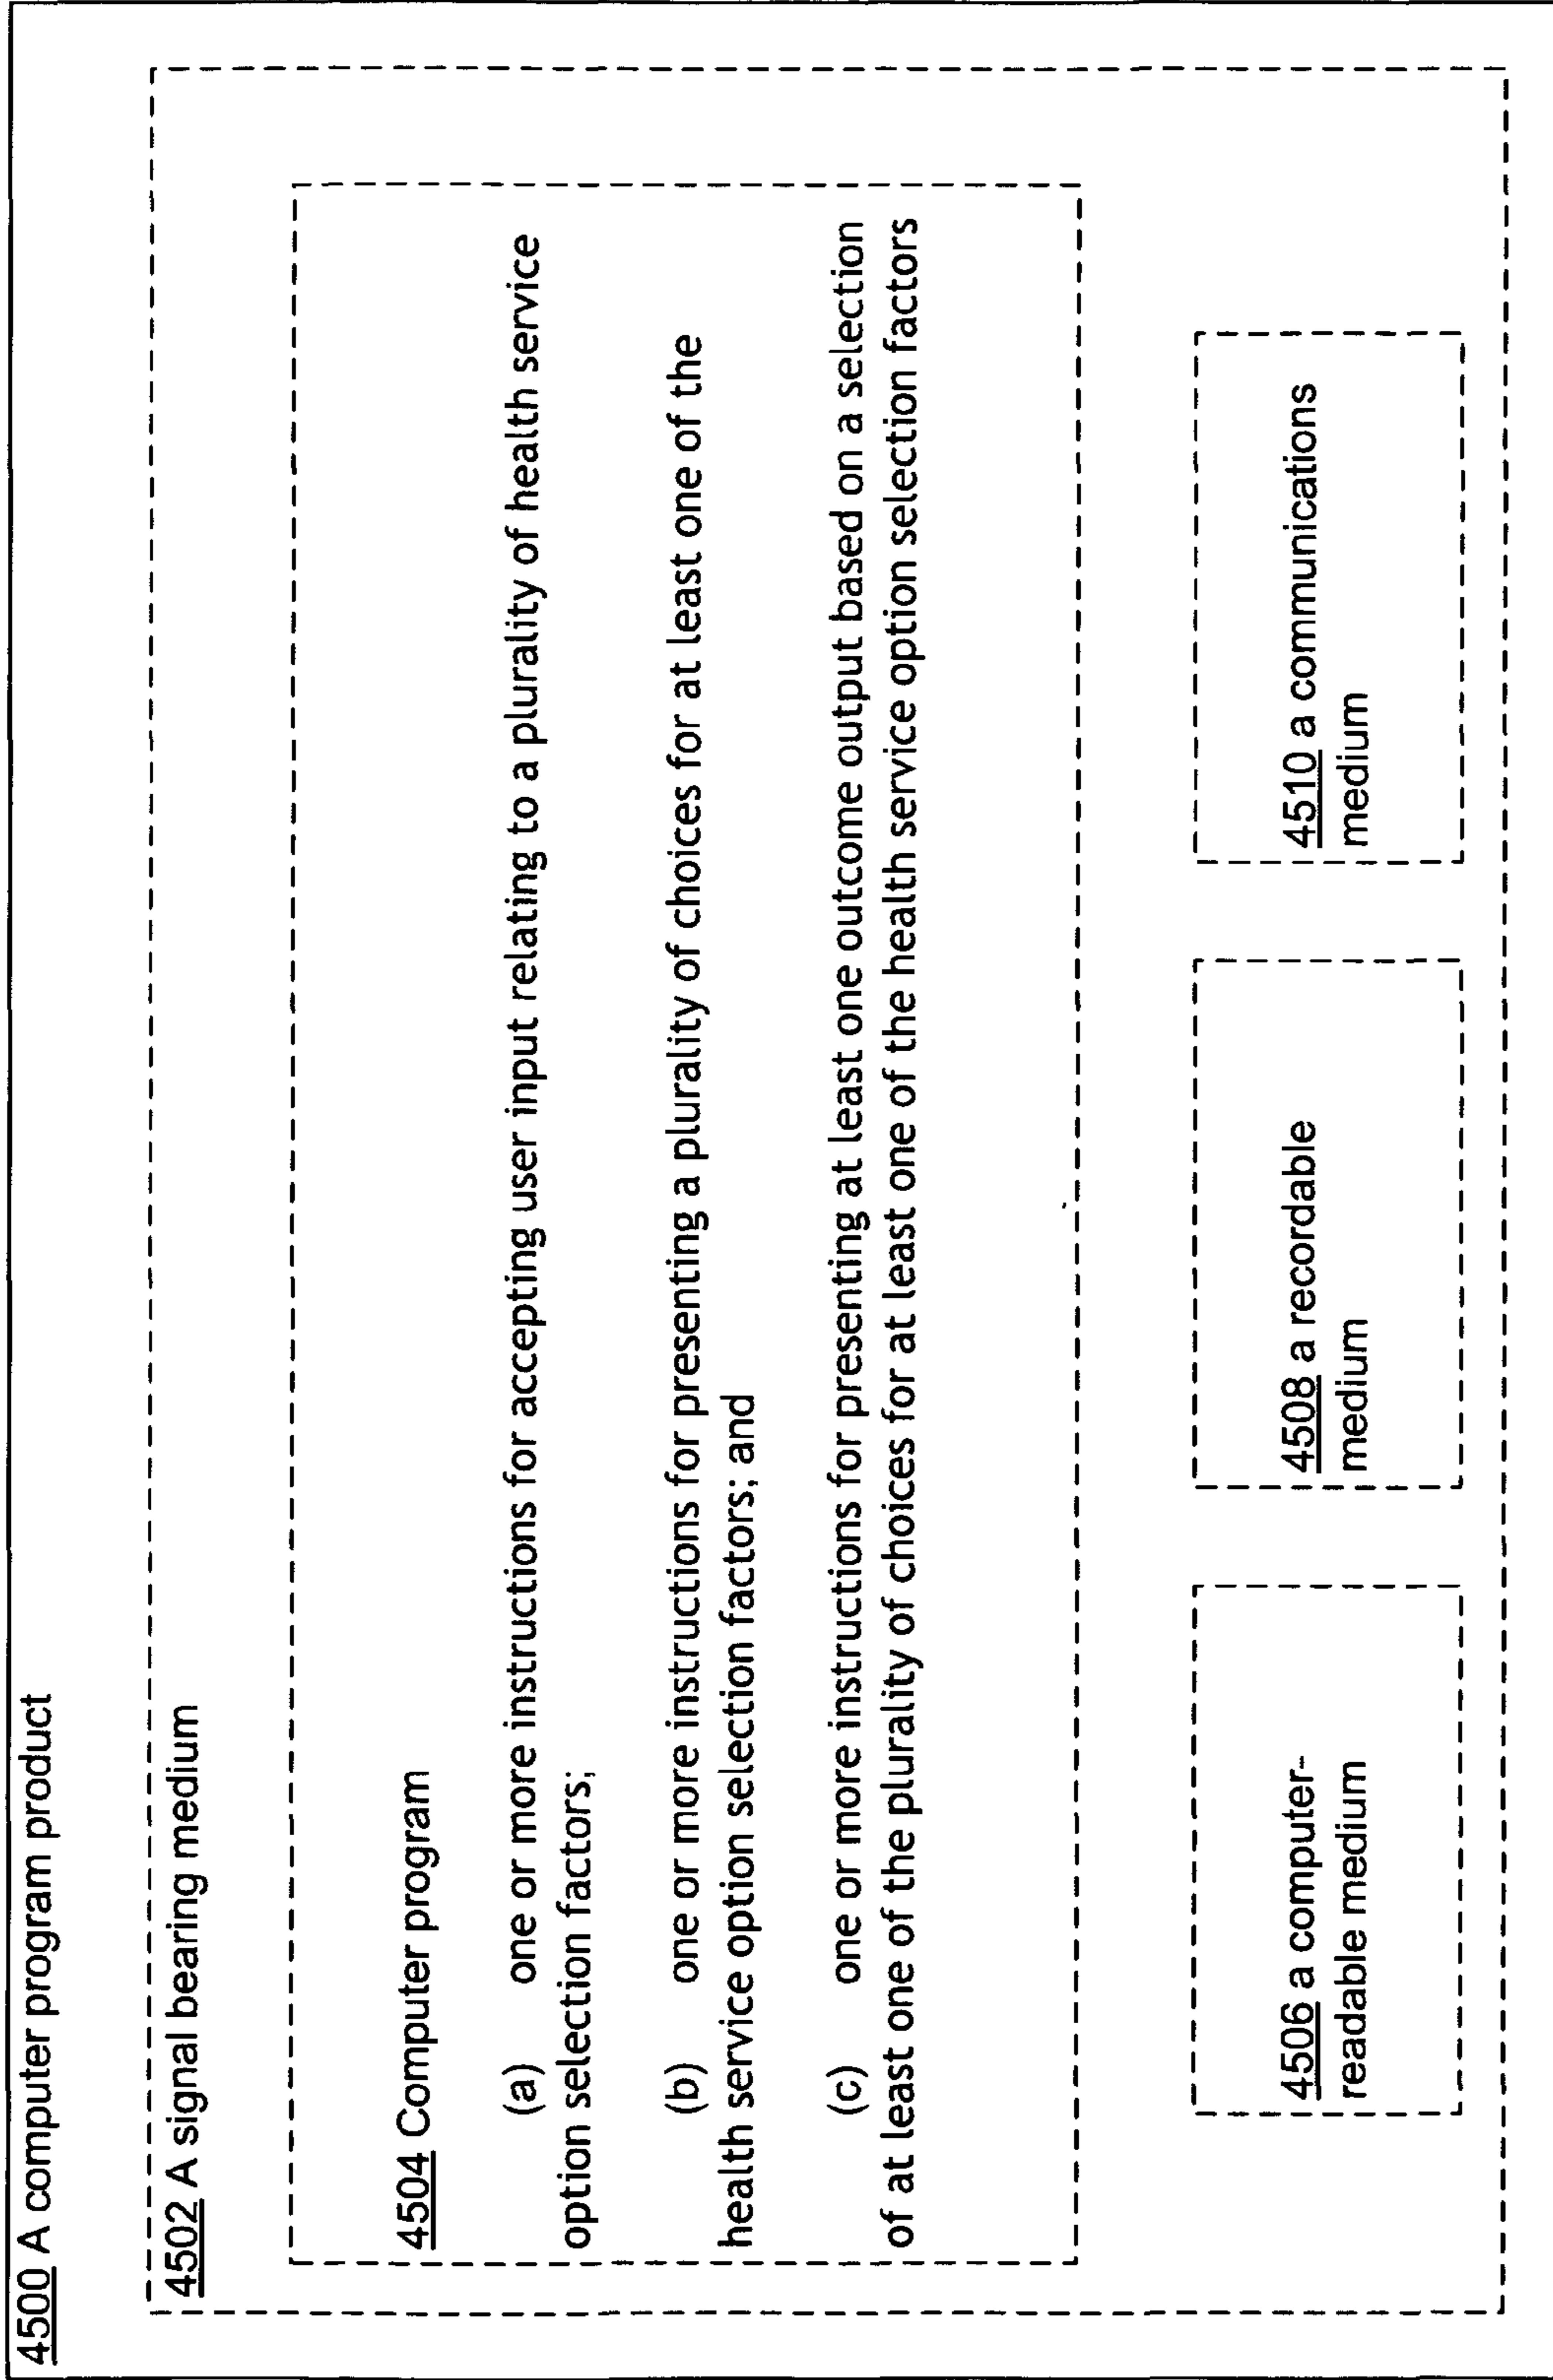 4500 A computer program product
4502 A signal bearing medium
4504 Computer program
(a) one or more instructions for accepting user input relating to a plurality of health service
option selection factors;
(b) one or more instructions for presenting a plurality of choices for at least one of the
health service option selection factors; and
(c) one or more instructions for presenting at least one outcome output based on a selection
of at least one of the plurality of choices for at least one of the health service option selection factors
4506 a computer-
readable medium
4508 a recordable
medium
4510 a communications
medium